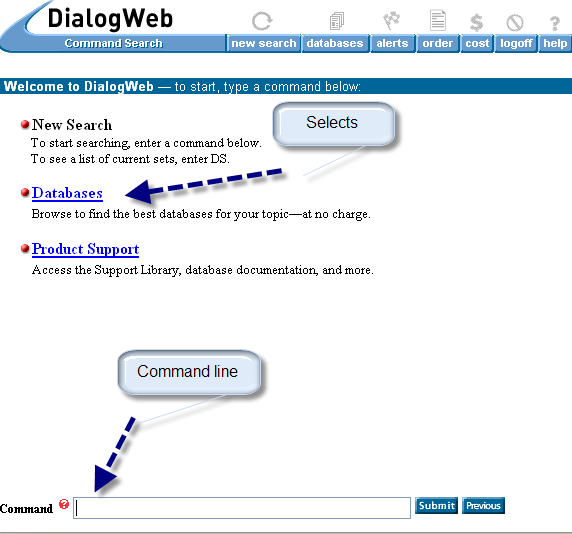 DialogWeb
Command Search
new search databases alerts order cost logoff help
Welcome to DialogWeb — to start, type a command below:
New Search
To start searching, enter a command below.
To see a list of current sets, enter DS.
Selects
Databases
Browse to find the best databases for your topic—at no charge.
Product Support
Access the Support Library, database documentation, and more.
Command line
Command ? Submit Previous